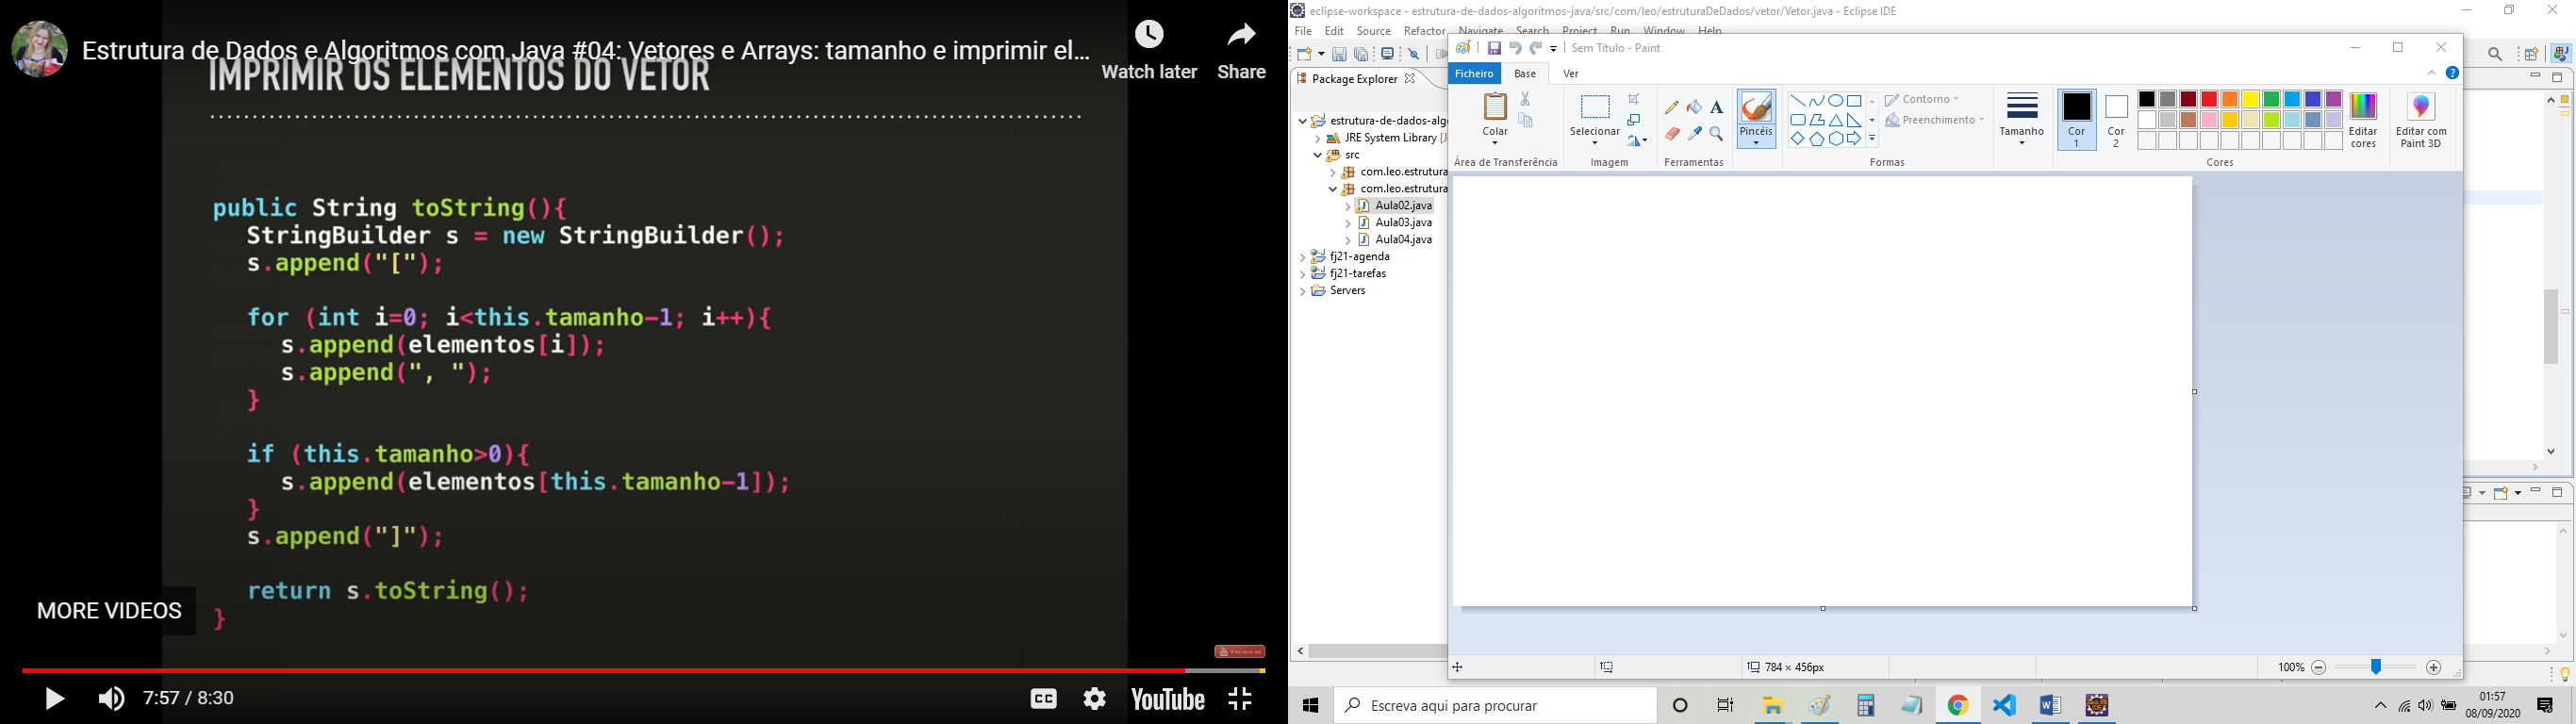 Estrutura de Dados e Algoritmos com Java #04: Vetores e Arrays: tamanho e imprimir el...
Watch later
Share
IMPRIMIR OS ELEMENTOS DO VETOR
public String toString(){
StringBuilder s = new StringBuilder();
s.append("[");
for (int i=0; i<this.tamanho-1; i++){
s.append(elementos[i]);
s.append(", ");
}
if (this.tamanho>0){
s.append(elementos[this.tamanho-1]);
}
s.append("]");
return s.toString();
}
MORE VIDEOS
7:57 / 8:30
CC
YouTube
eclipse-workspace - estrutura-de-dados-algoritmos-java/src/com/leo/estruturaDeDados/vetor/Vetor.java - Eclipse IDE
File Edit Source Refactor Navigate Search Project Run Window Help
Package Explorer
estrutura-de-dados-algo
JRE System Library [J
src
com.leo.estrutura
com.leo.estrutura
Aula02.java
Aula03.java
Aula04.java
fj21-agenda
fj21-tarefas
Servers
Sem Título - Paint
Ficheiro Base Ver
Colar
Área de Transferência
Selecionar
Imagem
A
Ferramentas
Pincéis
Contorno
Preenchimento
Formas
Tamanho
Cor 1
Cor 2
Editar cores
Cores
Editar com Paint 3D
784 × 456px
100%
Escreva aqui para procurar
01:57
08/09/2020